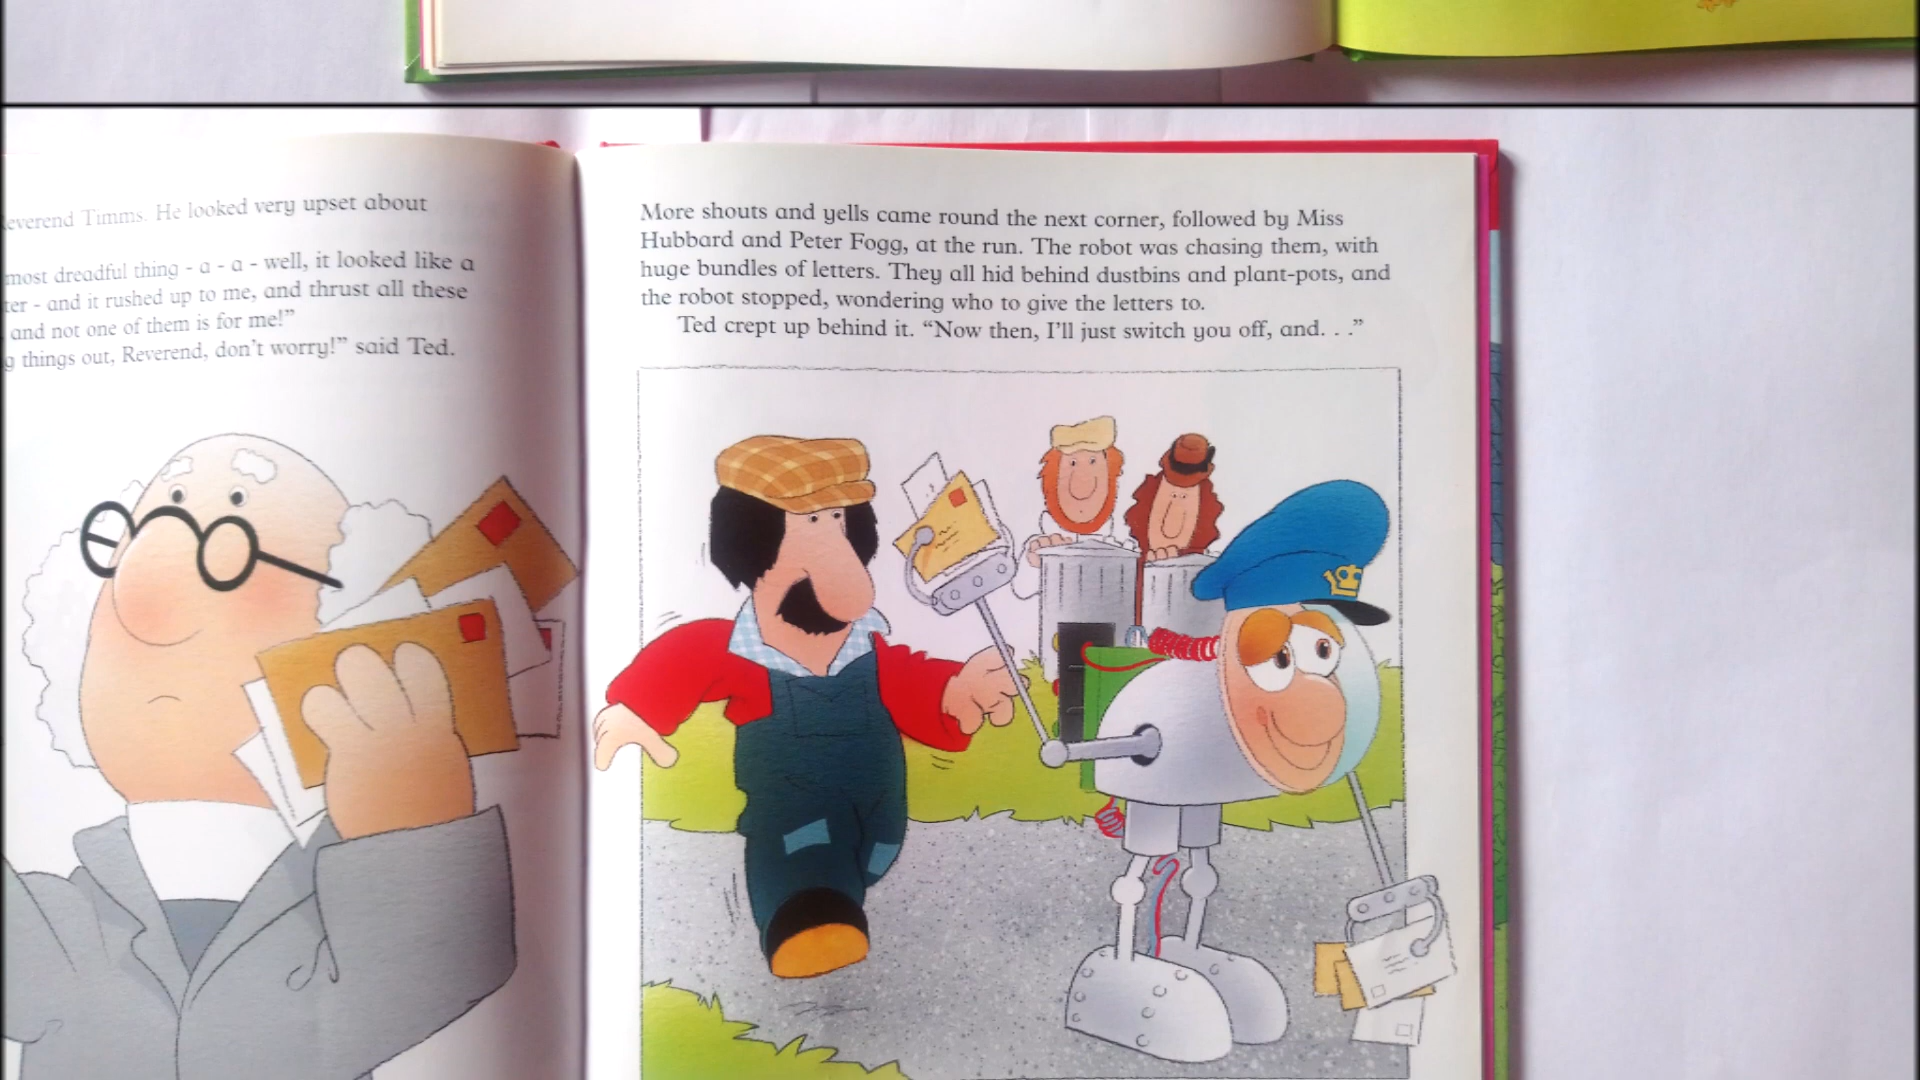 Reverend Timms. He looked very upset about
most dreadful thing - a - a - well, it looked like a
ter - and it rushed up to me, and thrust all these
and not one of them is for me!”
g things out, Reverend, don’t worry!” said Ted.
More shouts and yells came round the next corner, followed by Miss
Hubbard and Peter Fogg, at the run. The robot was chasing them, with
huge bundles of letters. They all hid behind dustbins and plant-pots, and
the robot stopped, wondering who to give the letters to.
Ted crept up behind it. “Now then, I’ll just switch you off, and. . .”